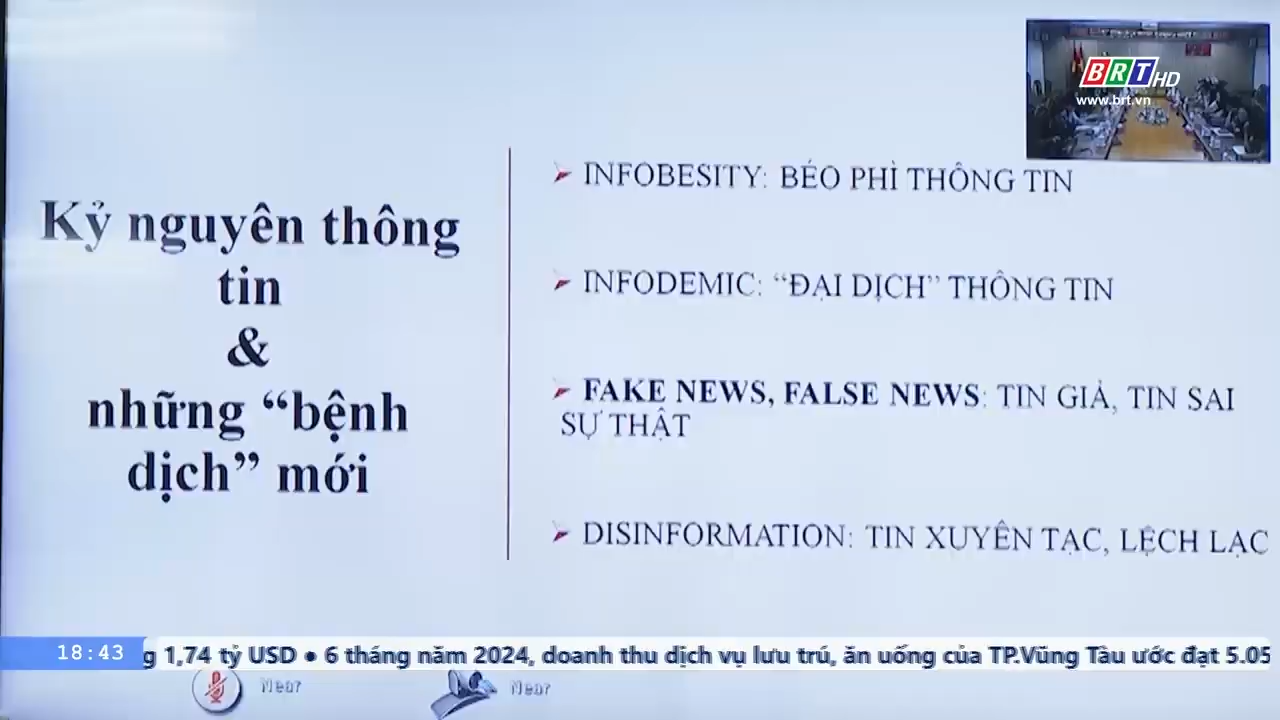 BRT HD
www.brt.vn
Kỷ nguyên thông
tin
&
những “bệnh
dịch” mới
INFOBESITY: BÉO PHÌ THÔNG TIN
INFODEMIC: “ĐẠI DỊCH” THÔNG TIN
FAKE NEWS, FALSE NEWS: TIN GIẢ, TIN SAI
SỰ THẬT
DISINFORMATION: TIN XUYÊN TẠC, LỆCH LẠC
18:43
g 1,74 tỷ USD ● 6 tháng năm 2024, doanh thu dịch vụ lưu trú, ăn uống của TP.Vũng Tàu ước đạt 5.05
Near
Near